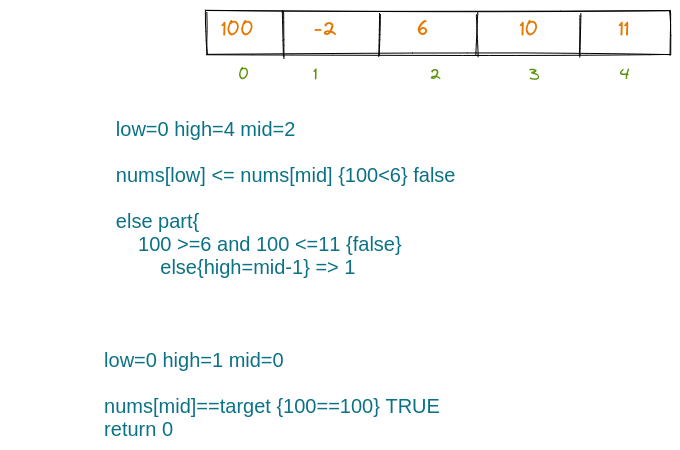 100 -2 6 10 11
0 1 2 3 4
low=0 high=4 mid=2
nums[low] <= nums[mid] {100<6} false
else part{
100 >=6 and 100 <=11 {false}
else{high=mid-1} => 1
low=0 high=1 mid=0
nums[mid]==target {100==100} TRUE
return 0